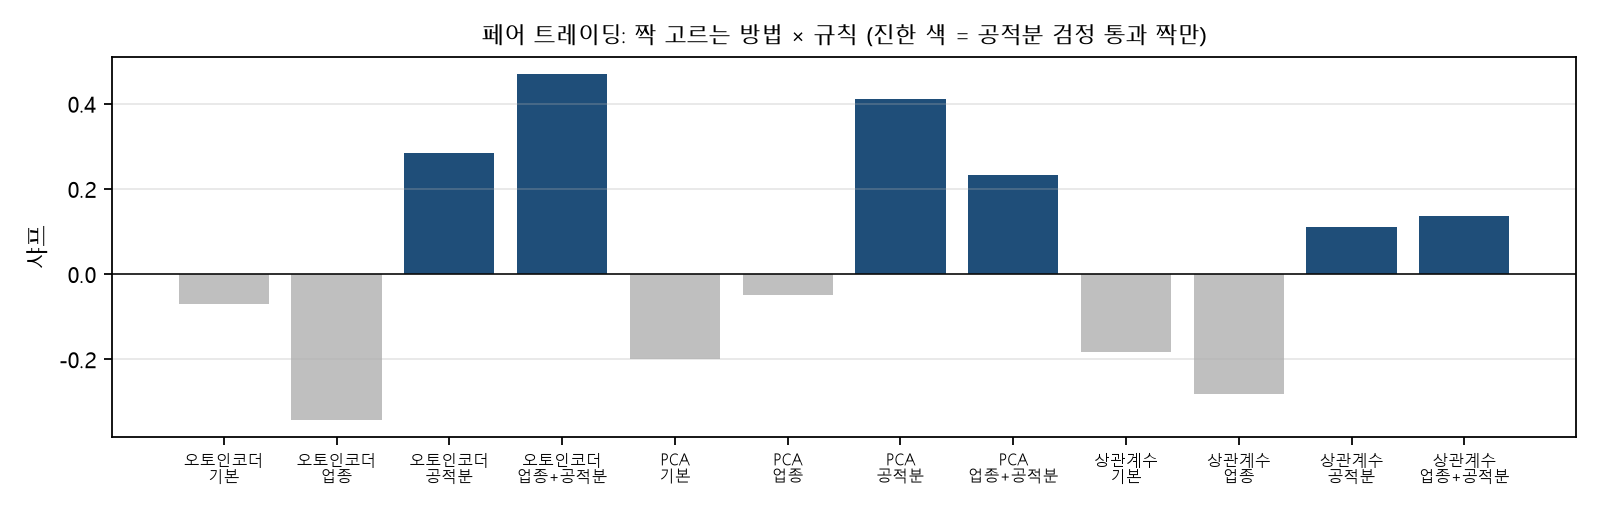 페어 트레이딩: 짝 고르는 방법 × 규칙 (진한 색 = 공적분 검정 통과 짝만)
샤프
0.4
0.2
0.0
-0.2
오토인코더
기본
오토인코더
업종
오토인코더
공적분
오토인코더
업종+공적분
PCA
기본
PCA
업종
PCA
공적분
PCA
업종+공적분
상관계수
기본
상관계수
업종
상관계수
공적분
상관계수
업종+공적분